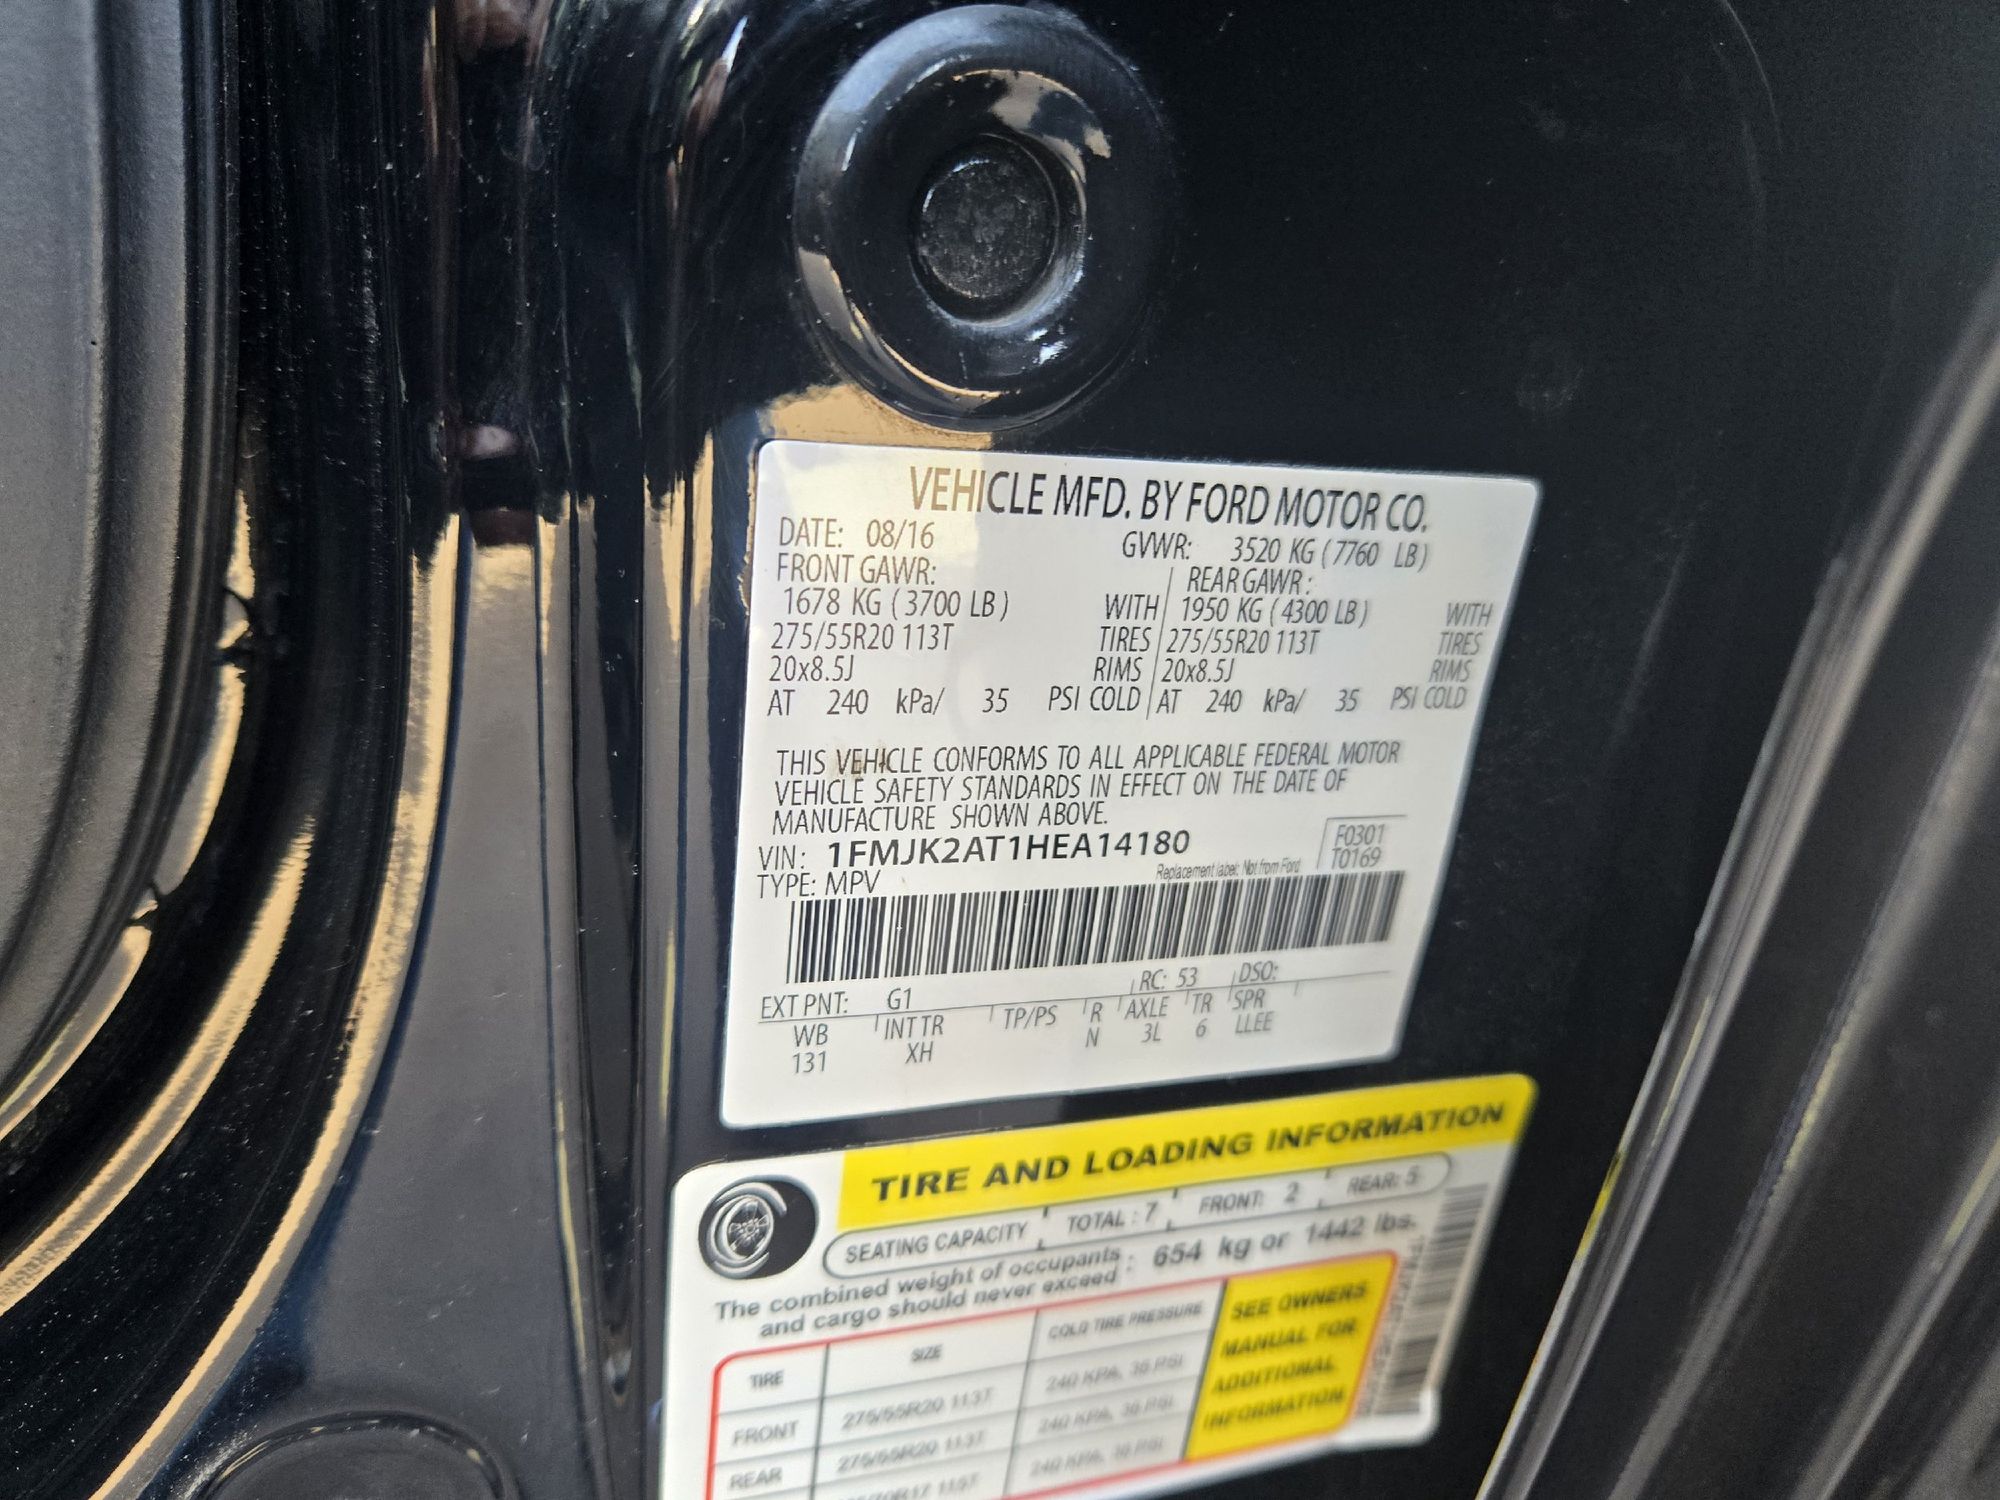 VEHICLE MFD. BY FORD MOTOR CO.
DATE: 08/16 GVWR: 3520 KG (7760 LB)
FRONT GAWR: REAR GAWR:
1678 KG (3700 LB) WITH 1950 KG (4300 LB) WITH
275/55R20 113T TIRES 275/55R20 113T TIRES
20x8.5J RIMS 20x8.5J RIMS
AT 240 kPa/ 35 PSI COLD AT 240 kPa/ 35 PSI COLD
THIS VEHICLE CONFORMS TO ALL APPLICABLE FEDERAL MOTOR
VEHICLE SAFETY STANDARDS IN EFFECT ON THE DATE OF
MANUFACTURE SHOWN ABOVE.
VIN: 1FMJK2AT1HEA14180 F0301
TYPE: MPV Replacement label: Not from Ford T0169
EXT PNT: G1 RC: 53 DSO:
WB INT TR TP/PS R AXLE TR SPR
131 XH N 3L 6 LLEE
TIRE AND LOADING INFORMATION
SEATING CAPACITY TOTAL: 7 FRONT: 2 REAR: 5
The combined weight of occupants : 654 kg or 1442 lbs.
and cargo should never exceed
TIRE SIZE COLD TIRE PRESSURE
FRONT 275/55R20 113T 240 KPA,
REAR 275/55R20 113T 240 KPA,
240 KPA,
SEE OWNERS
MANUAL FOR
ADDITIONAL
INFORMATION